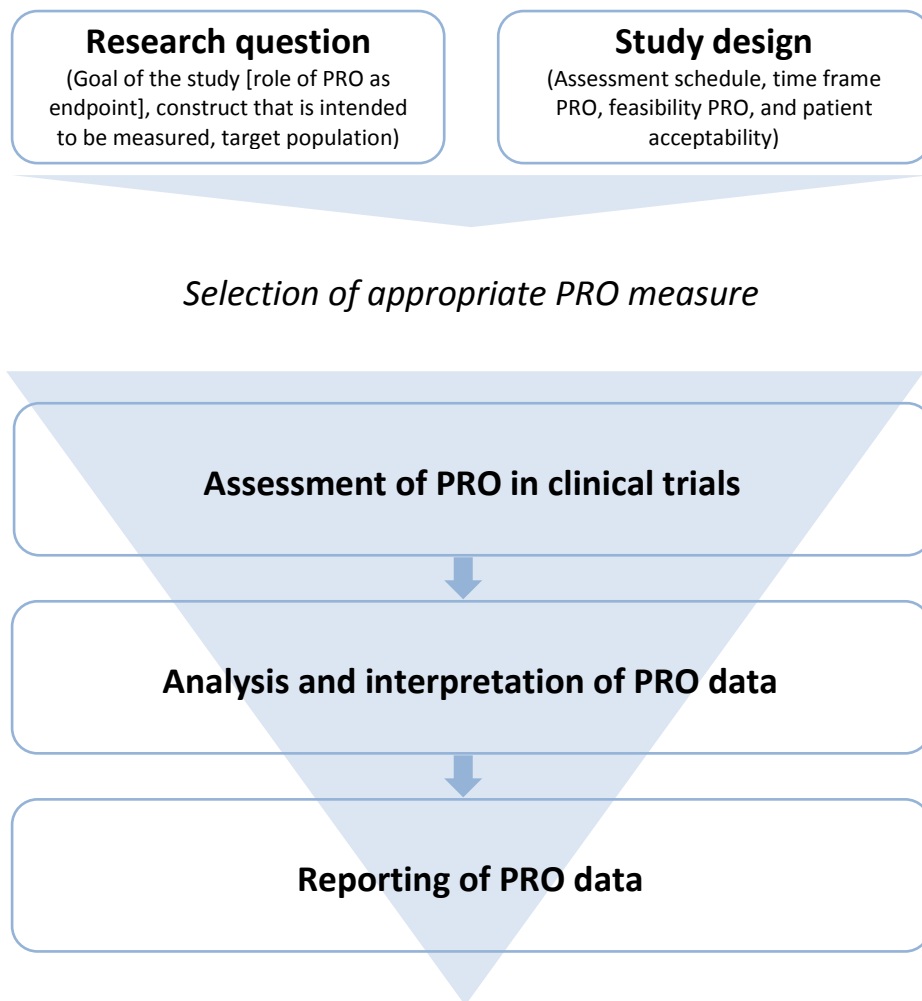 Research question
(Goal of the study [role of PRO as
endpoint], construct that is intended
to be measured, target population)
Study design
(Assessment schedule, time frame
PRO, feasibility PRO, and patient
acceptability)
Selection of appropriate PRO measure
Assessment of PRO in clinical trials
Analysis and interpretation of PRO data
Reporting of PRO data